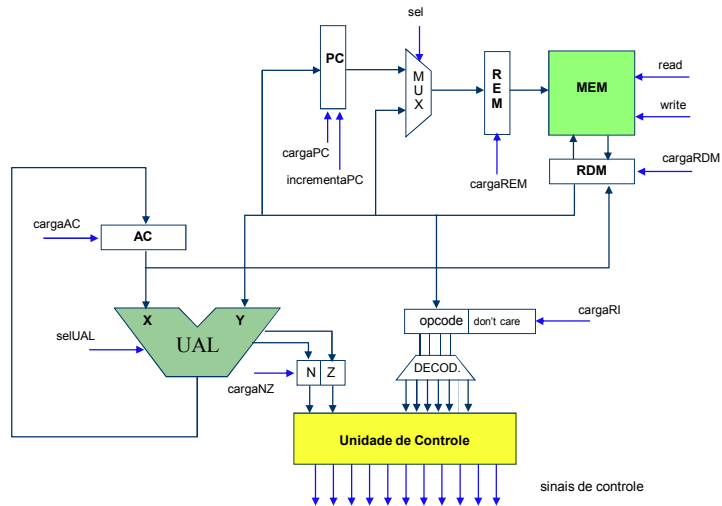 sel
PC
MUX
REM
MEM
read
write
cargaPC
incrementaPC
cargaREM
RDM
cargaRDM
cargaAC
AC
X
Y
UAL
selUAL
opcode
don't care
cargaRI
N
Z
DECOD.
cargaNZ
Unidade de Controle
sinais de controle